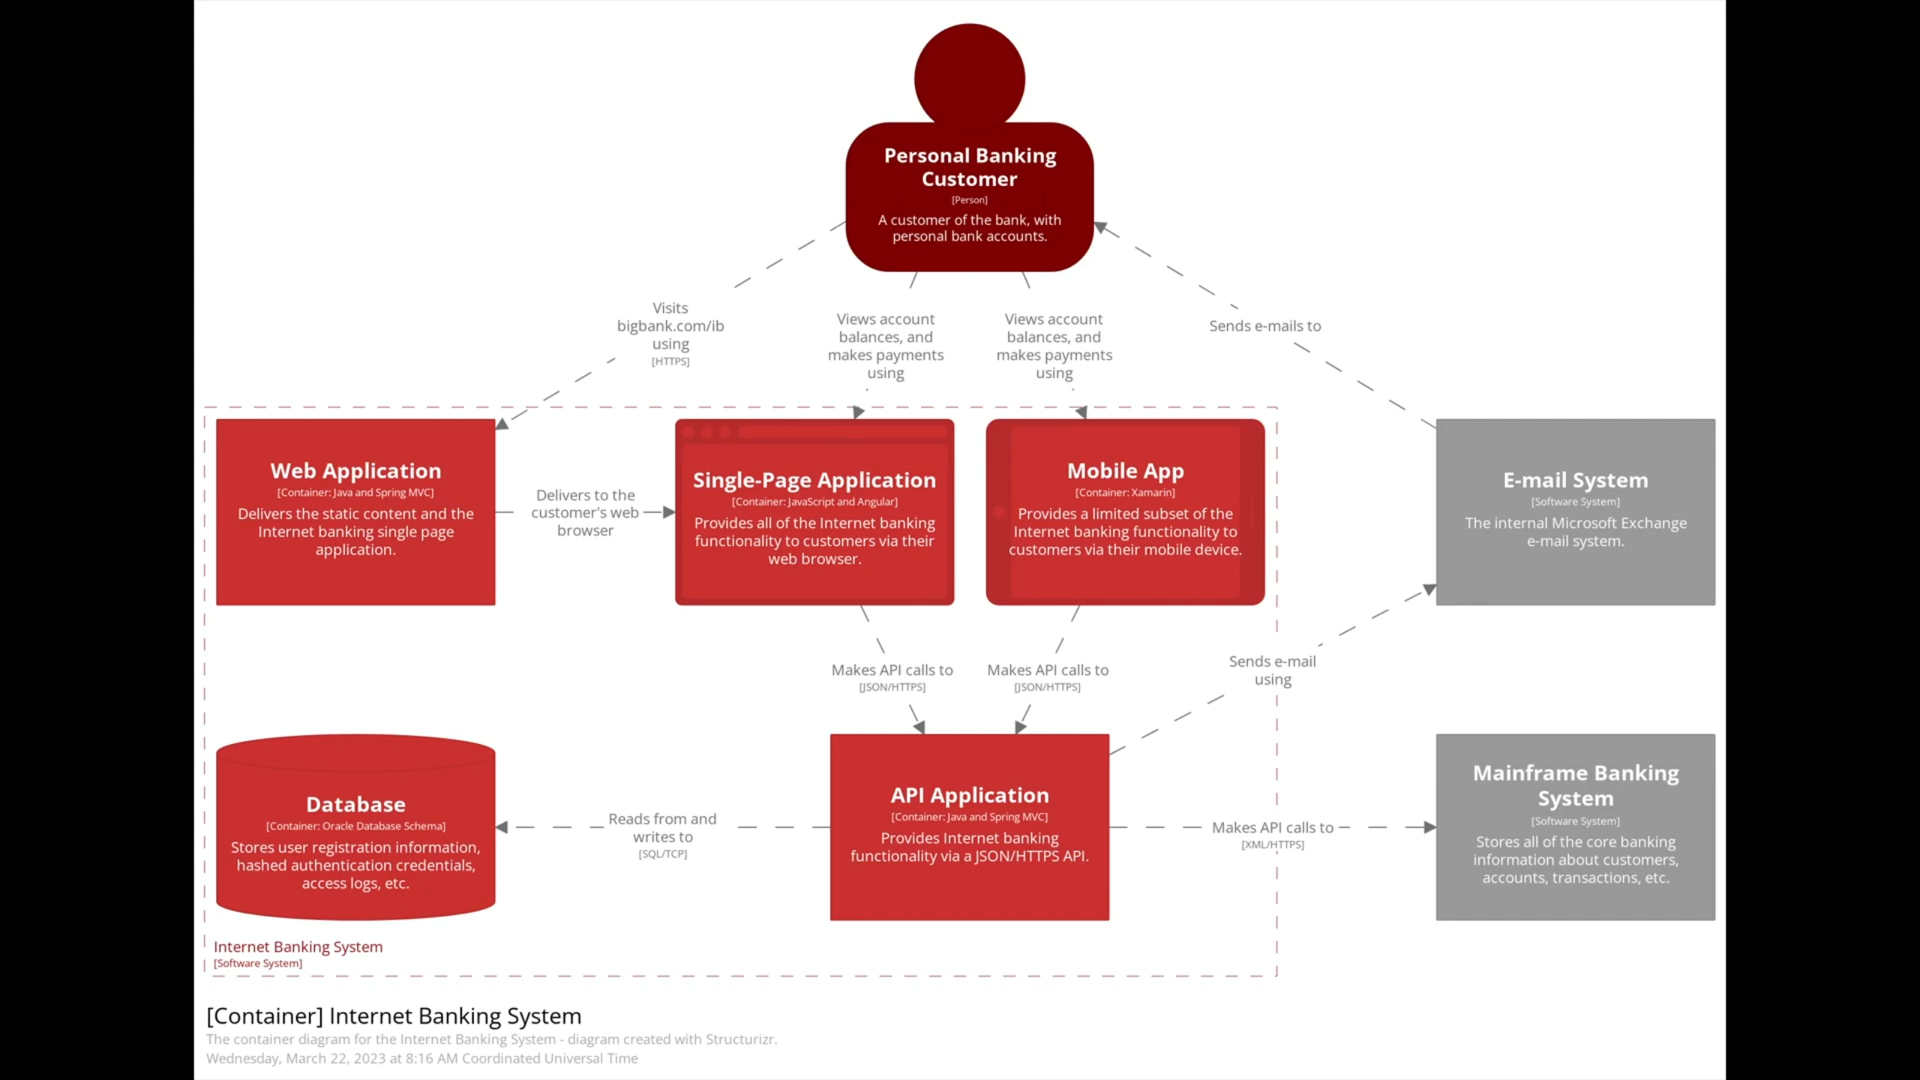 Personal Banking
Customer
[Person]
A customer of the bank, with
personal bank accounts.
Visits
bigbank.com/ib
using
[HTTPS]
Views account
balances, and
makes payments
using
Views account
balances, and
makes payments
using
Sends e-mails to
Web Application
[Container: Java and Spring MVC]
Delivers the static content and the
Internet banking single page
application.
Delivers to the
customer's web
browser
Single-Page Application
[Container: JavaScript and Angular]
Provides all of the Internet banking
functionality to customers via their
web browser.
Mobile App
[Container: Xamarin]
Provides a limited subset of the
Internet banking functionality to
customers via their mobile device.
E-mail System
[Software System]
The internal Microsoft Exchange
e-mail system.
Makes API calls to
[JSON/HTTPS]
Makes API calls to
[JSON/HTTPS]
Sends e-mail
using
Database
[Container: Oracle Database Schema]
Stores user registration information,
hashed authentication credentials,
access logs, etc.
Reads from and
writes to
[SQL/TCP]
API Application
[Container: Java and Spring MVC]
Provides Internet banking
functionality via a JSON/HTTPS API.
Makes API calls to
[XML/HTTPS]
Mainframe Banking
System
[Software System]
Stores all of the core banking
information about customers,
accounts, transactions, etc.
Internet Banking System
[Software System]
[Container] Internet Banking System
The container diagram for the Internet Banking System - diagram created with Structurizr.
Wednesday, March 22, 2023 at 8:16 AM Coordinated Universal Time